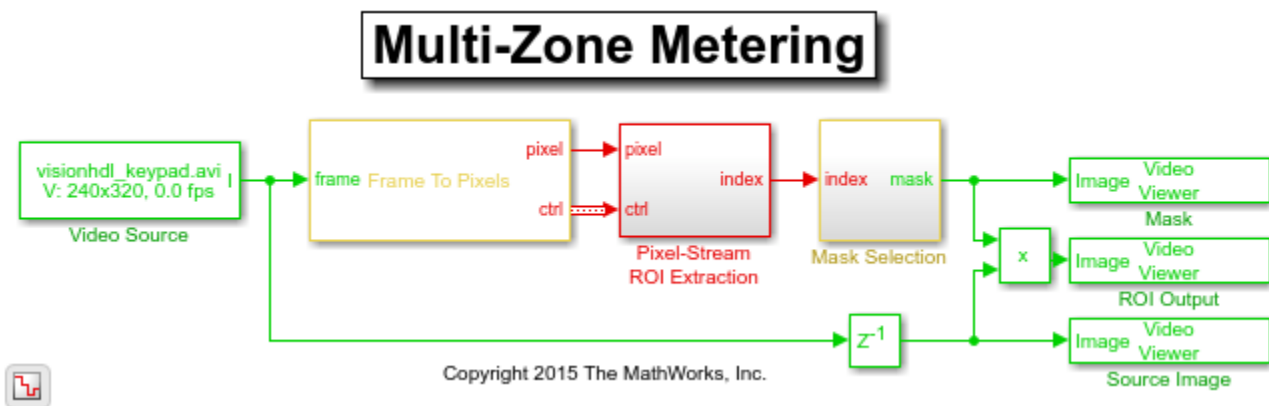 Multi-Zone Metering
visionhdl_keypad.avi
V: 240x320, 0.0 fps
I
Video Source
frame
Frame To Pixels
pixel
ctrl
pixel
ctrl
index
Pixel-Stream
ROI Extraction
index
mask
Mask Selection
Image
Video
Viewer
Mask
x
Image
Video
Viewer
ROI Output
Z-1
Image
Video
Viewer
Source Image
Copyright 2015 The MathWorks, Inc.